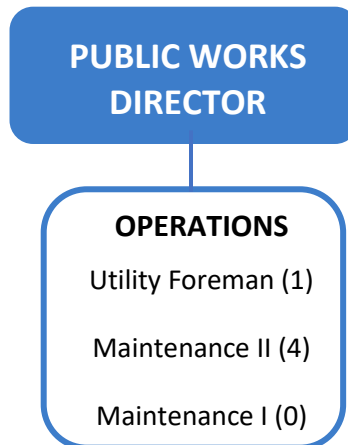 PUBLIC WORKS
DIRECTOR
OPERATIONS
Utility Foreman (1)
Maintenance II (4)
Maintenance I (0)